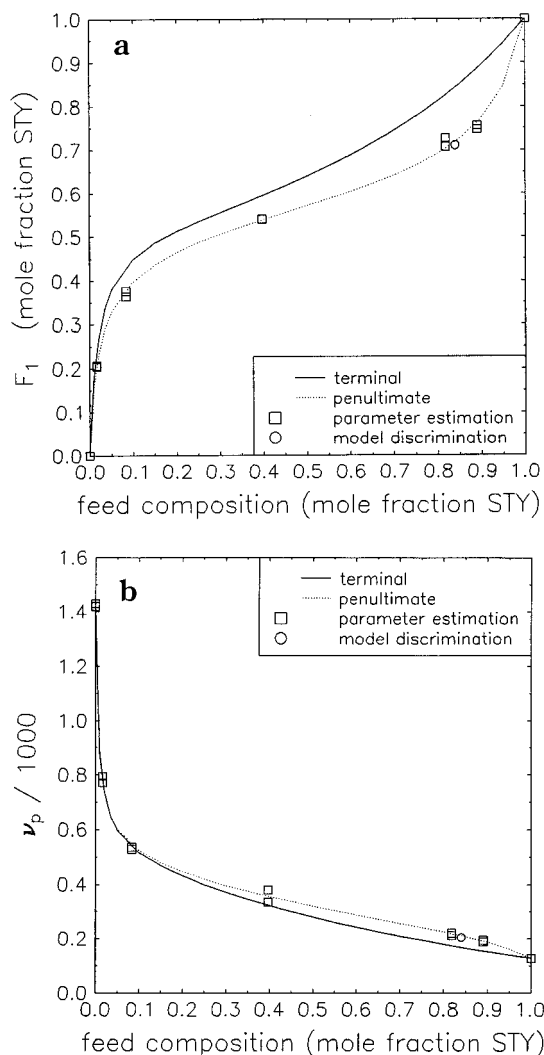 a
F1 (mole fraction STY)
1.0
0.9
0.8
0.7
0.6
0.5
0.4
0.3
0.2
0.1
0.0
terminal
penultimate
parameter estimation
model discrimination
0.0 0.1 0.2 0.3 0.4 0.5 0.6 0.7 0.8 0.9 1.0
feed composition (mole fraction STY)
b
νp / 1000
1.6
1.4
1.2
1.0
0.8
0.6
0.4
0.2
0.0
terminal
penultimate
parameter estimation
model discrimination
0.0 0.1 0.2 0.3 0.4 0.5 0.6 0.7 0.8 0.9 1.0
feed composition (mole fraction STY)